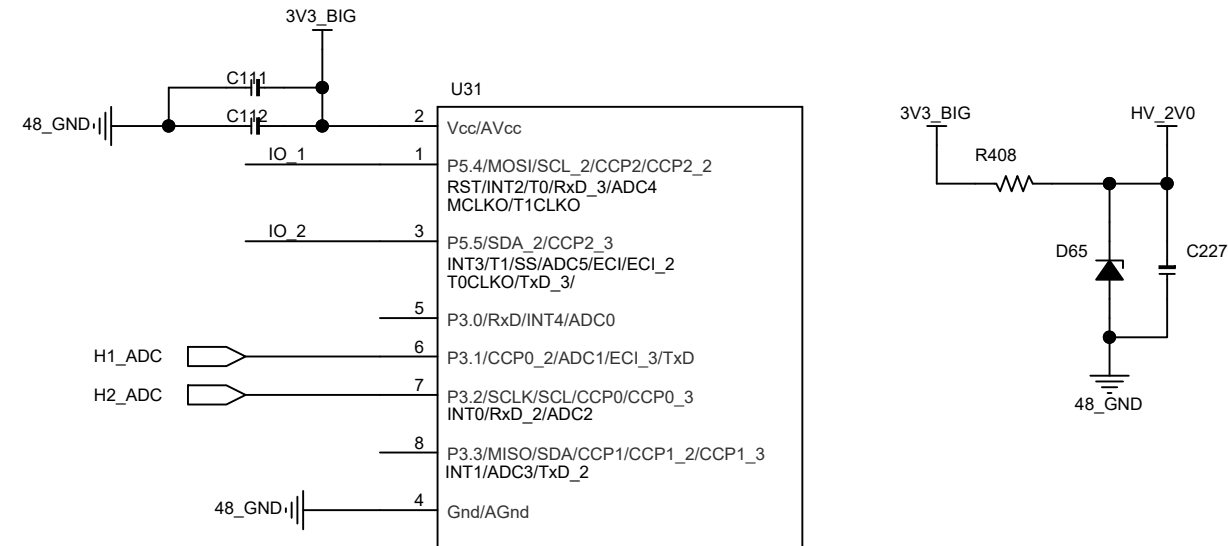 3V3_BIG
C111
C112
48_GND
U31
2
Vcc/AVcc
IO_1
1
P5.4/MOSI/SCL_2/CCP2/CCP2_2
RST/INT2/T0/RxD_3/ADC4
MCLKO/T1CLKO
IO_2
3
P5.5/SDA_2/CCP2_3
INT3/T1/SS/ADC5/ECI/ECI_2
T0CLKO/TxD_3/
5
P3.0/RxD/INT4/ADC0
H1_ADC
6
P3.1/CCP0_2/ADC1/ECI_3/TxD
H2_ADC
7
P3.2/SCLK/SCL/CCP0/CCP0_3
INT0/RxD_2/ADC2
8
P3.3/MISO/SDA/CCP1/CCP1_2/CCP1_3
INT1/ADC3/TxD_2
48_GND
4
Gnd/AGnd
3V3_BIG
HV_2V0
R408
D65
C227
48_GND